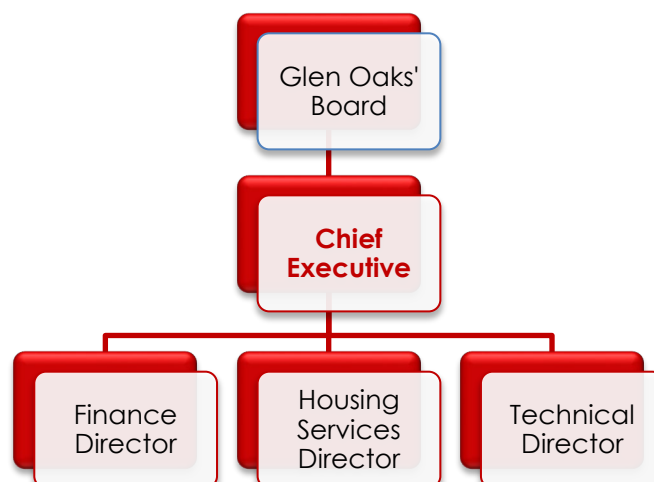 Glen Oaks'
Board
Chief
Executive
Finance
Director
Housing
Services
Director
Technical
Director